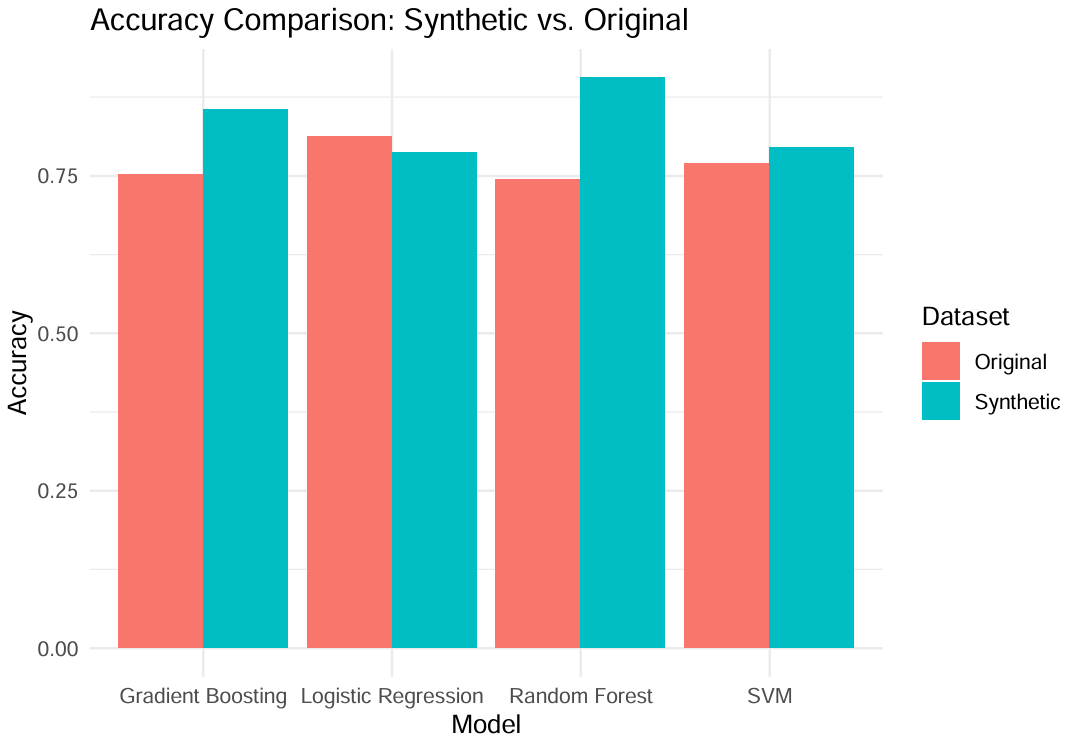 Accuracy Comparison: Synthetic vs. Original
Accuracy
0.75
0.50
0.25
0.00
Gradient Boosting
Logistic Regression
Random Forest
SVM
Model
Dataset
Original
Synthetic